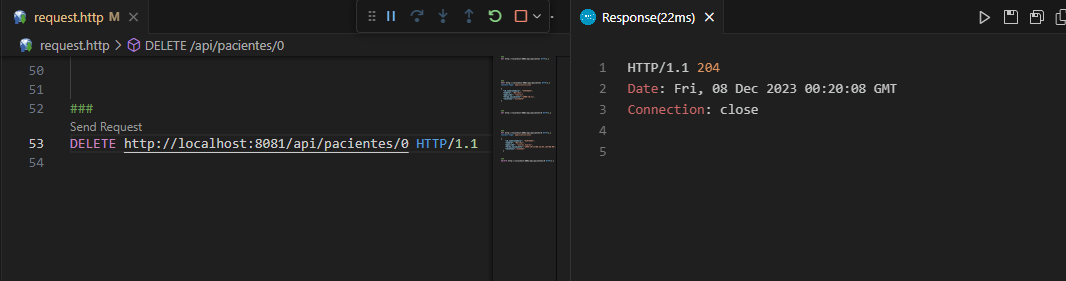 request.http M
request.http > DELETE /api/pacientes/0
50
51
52 ###
Send Request
53 DELETE http://localhost:8081/api/pacientes/0 HTTP/1.1
54
Response(22ms)
1 HTTP/1.1 204
2 Date: Fri, 08 Dec 2023 00:20:08 GMT
3 Connection: close
4
5